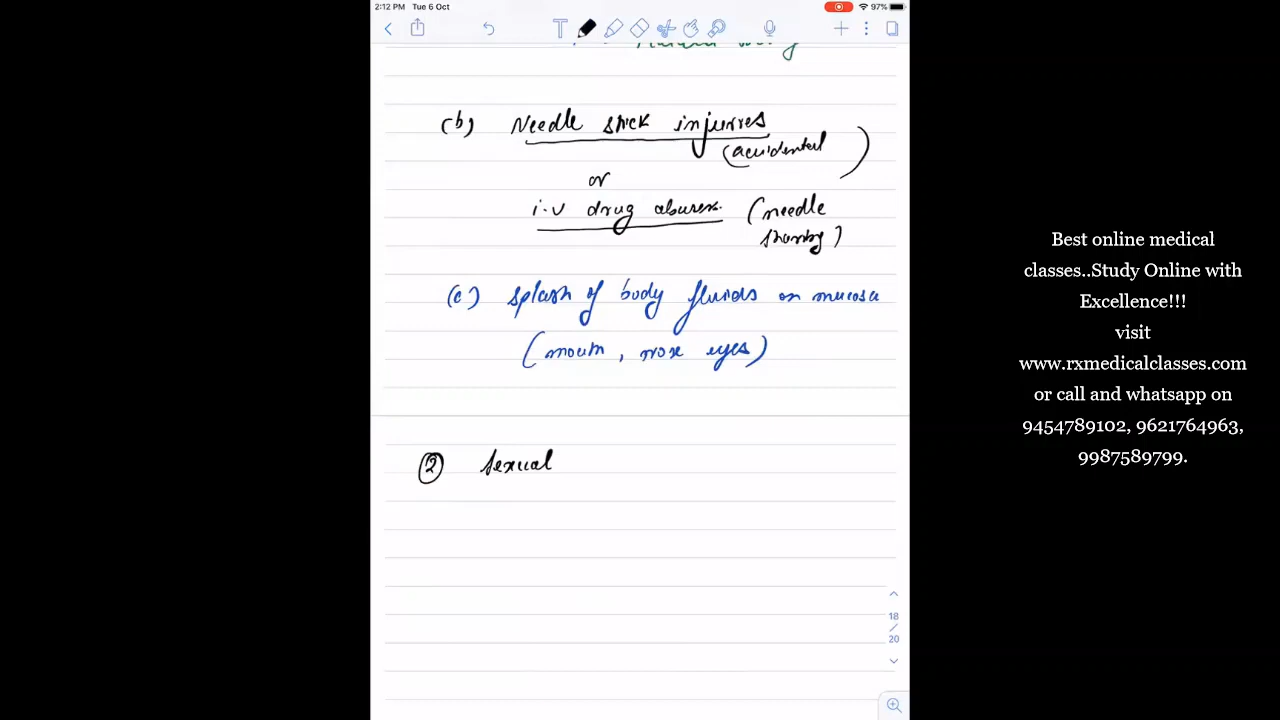 2:12 PM Tue 6 Oct
97%
(b) Needle stick injuries
(accidental)
or
i.v drug abusers. (needle
sharing)
(c) splash of body fluids on mucosa
(mouth, nose eyes)
② Sexual
18
/
20
Best online medical
classes..Study Online with
Excellence!!!
visit
www.rxmedicalclasses.com
or call and whatsapp on
9454789102, 9621764963,
9987589799.